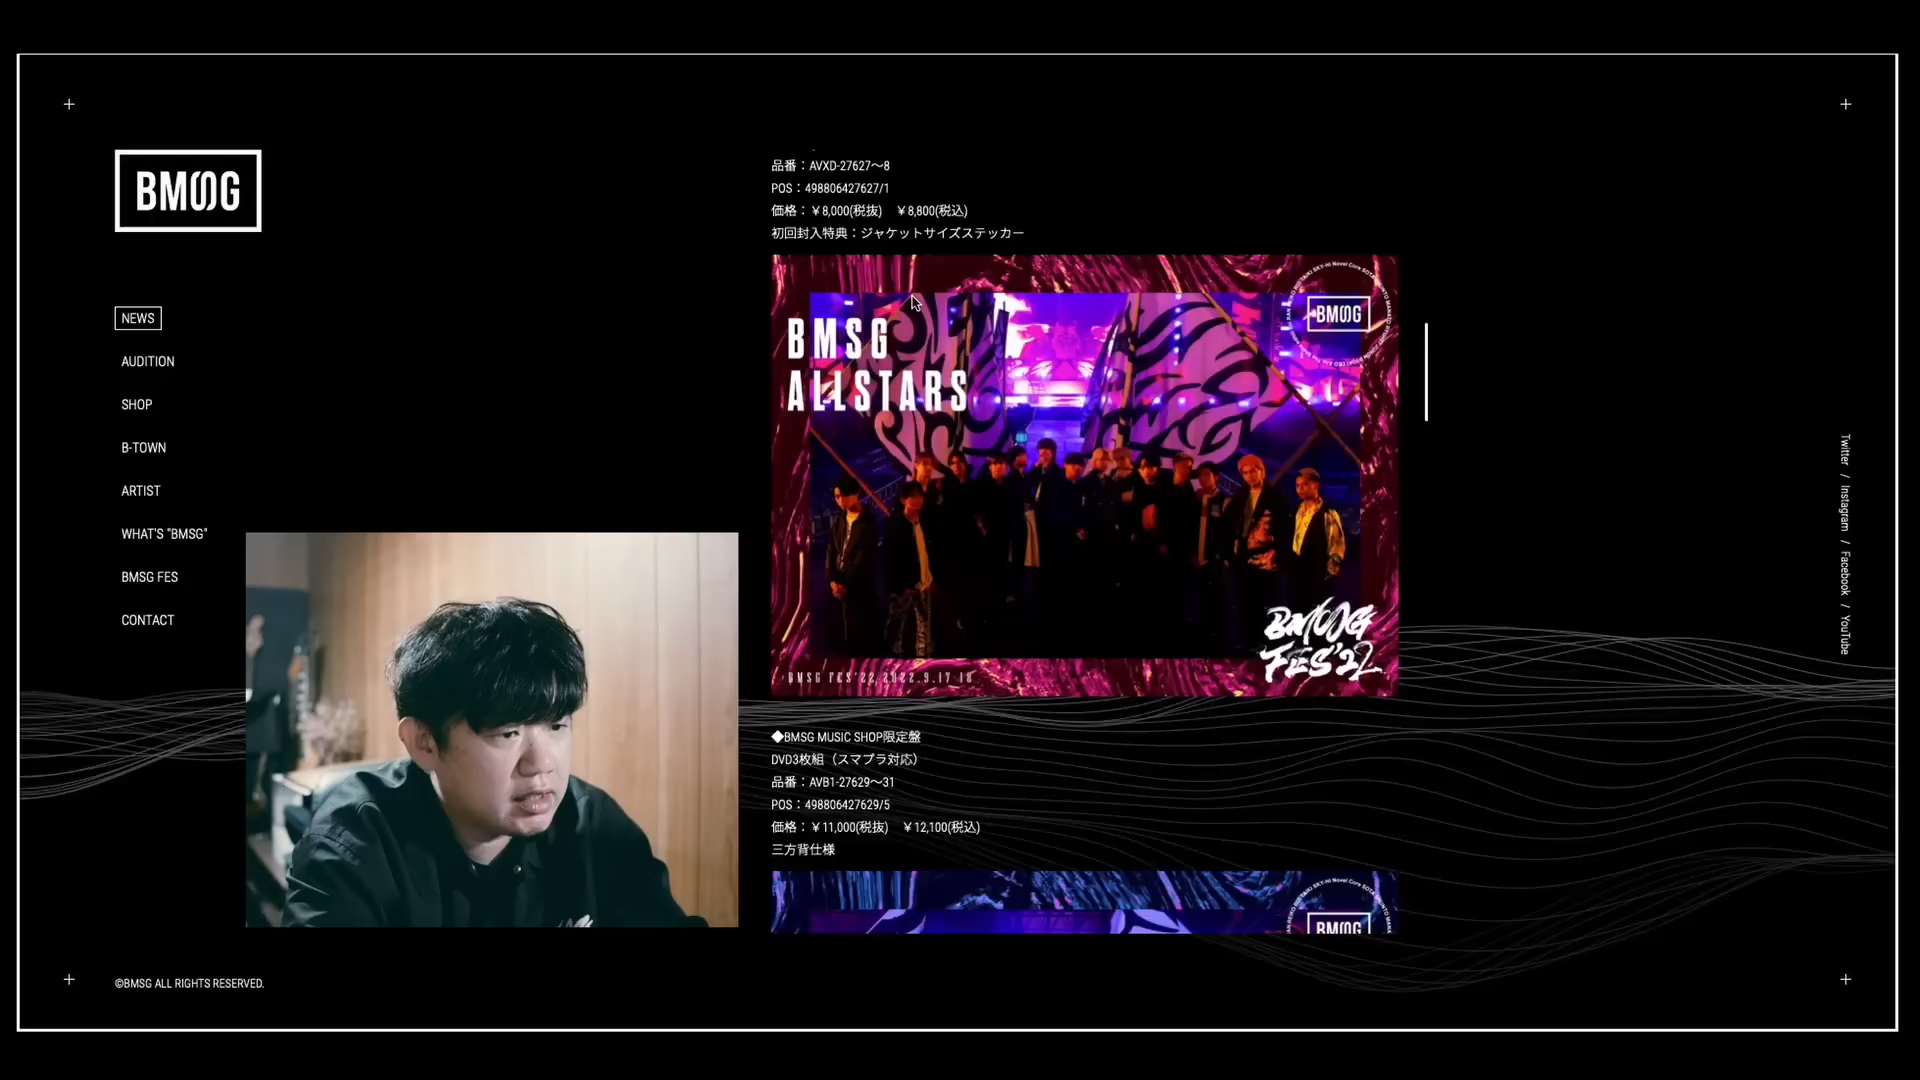 BMSG
NEWS
AUDITION
SHOP
B-TOWN
ARTIST
WHAT'S "BMSG"
BMSG FES
CONTACT
©BMSG ALL RIGHTS RESERVED.
品番：AVXD-27627～8
POS：498806427627/1
価格：￥8,000(税抜)　￥8,800(税込)
初回封入特典：ジャケットサイズステッカー
BMSG
ALLSTARS
BMSG
BMSG
FES'22
BMSG FES'22 2022.9.17-18
◆BMSG MUSIC SHOP限定盤
DVD3枚組（スマプラ対応）
品番：AVB1-27629～31
POS：498806427629/5
価格：￥11,000(税抜)　￥12,100(税込)
三方背仕様
BMSG
Twitter / Instagram / Facebook / YouTube